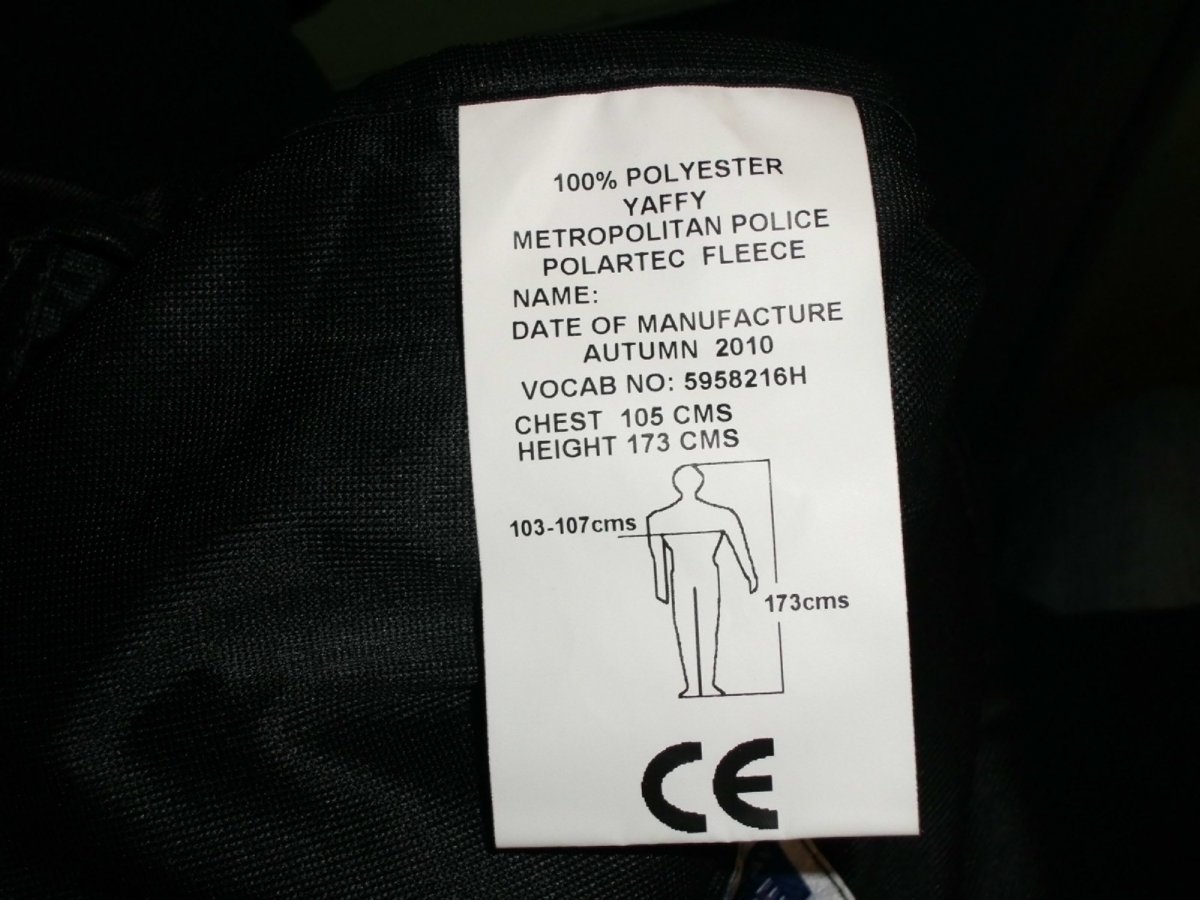 100% POLYESTER
YAFFY
METROPOLITAN POLICE
POLARTEC FLEECE
NAME:
DATE OF MANUFACTURE
AUTUMN 2010
VOCAB NO: 5958216H
CHEST 105 CMS
HEIGHT 173 CMS
103-107cms
173cms
CE